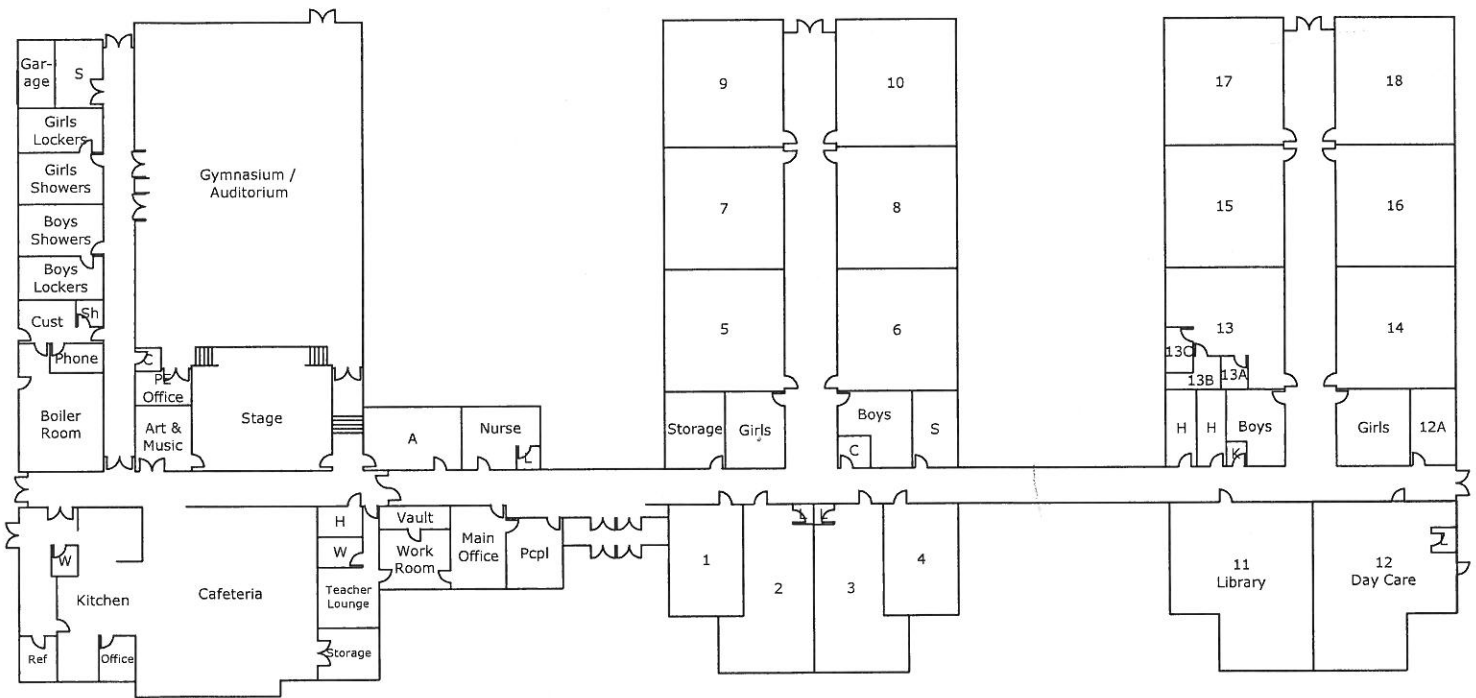 Gar-
age
S
Girls
Lockers
Girls
Showers
Boys
Showers
Boys
Lockers
Sh
Cust
Phone
Boiler
Room
Gymnasium /
Auditorium
C
PE
Office
Art &
Music
Stage
A
Nurse
L
9
10
7
8
5
6
Storage
Girls
Boys
C
S
17
18
15
16
13
14
13C
13B
13A
H
H
Boys
K
Girls
12A
W
Kitchen
Ref
Office
Cafeteria
H
W
Teacher
Lounge
Storage
Vault
Work
Room
Main
Office
Pcpl
1
2
L
L
3
4
11
Library
12
Day Care
L